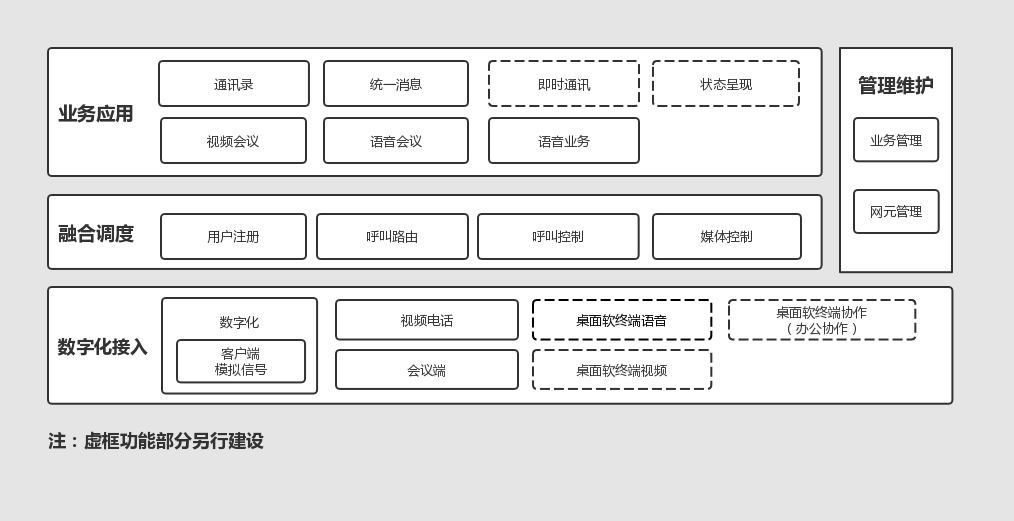 业务应用
通讯录
统一消息
即时通讯
状态呈现
视频会议
语音会议
语音业务
管理维护
业务管理
网元管理
融合调度
用户注册
呼叫路由
呼叫控制
媒体控制
数字化接入
数字化
客户端
模拟信号
视频电话
会议端
桌面软终端语音
桌面软终端视频
桌面软终端协作
（办公协作）
注：虚框功能部分另行建设